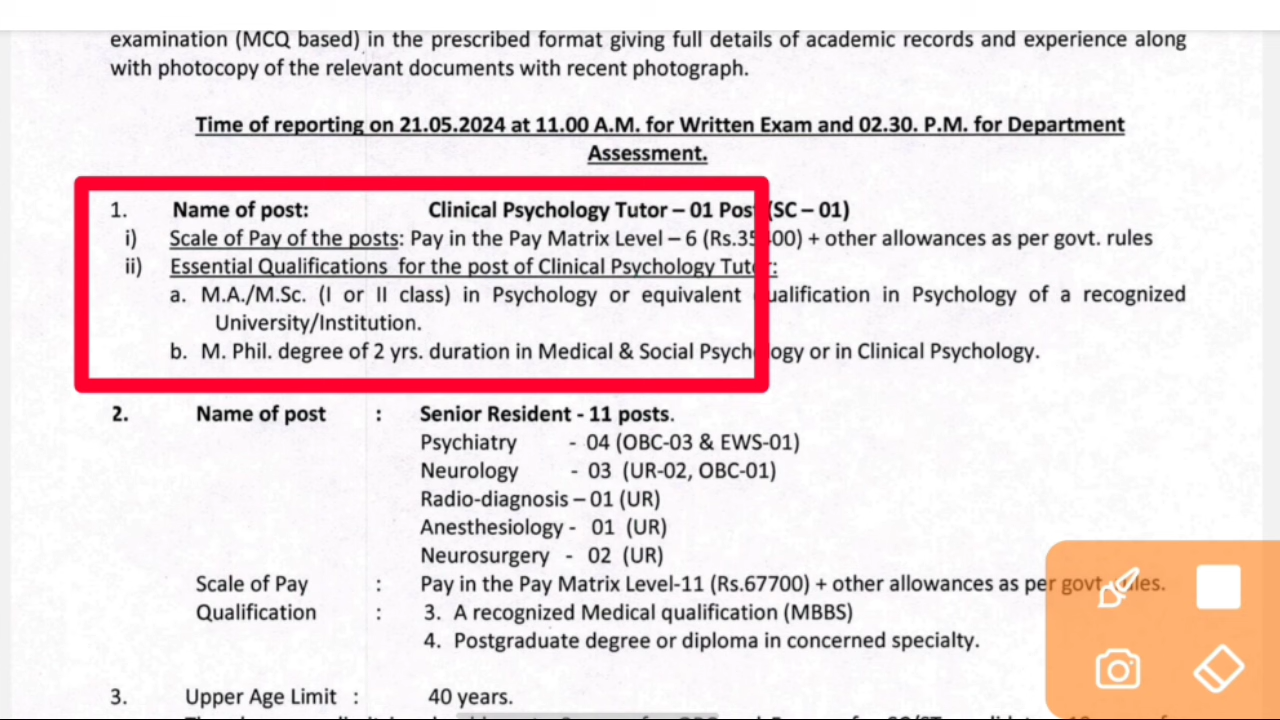 examination (MCQ based) in the prescribed format giving full details of academic records and experience along
with photocopy of the relevant documents with recent photograph.
Time of reporting on 21.05.2024 at 11.00 A.M. for Written Exam and 02.30. P.M. for Department
Assessment.
1. Name of post: Clinical Psychology Tutor – 01 Post (SC – 01)
i) Scale of Pay of the posts: Pay in the Pay Matrix Level – 6 (Rs.35400) + other allowances as per govt. rules
ii) Essential Qualifications for the post of Clinical Psychology Tutor:
a. M.A./M.Sc. (I or II class) in Psychology or equivalent qualification in Psychology of a recognized
University/Institution.
b. M. Phil. degree of 2 yrs. duration in Medical & Social Psychology or in Clinical Psychology.
2. Name of post : Senior Resident - 11 posts.
Psychiatry - 04 (OBC-03 & EWS-01)
Neurology - 03 (UR-02, OBC-01)
Radio-diagnosis – 01 (UR)
Anesthesiology - 01 (UR)
Neurosurgery - 02 (UR)
Scale of Pay : Pay in the Pay Matrix Level-11 (Rs.67700) + other allowances as per govt. rules.
Qualification : 3. A recognized Medical qualification (MBBS)
4. Postgraduate degree or diploma in concerned specialty.
3. Upper Age Limit : 40 years.